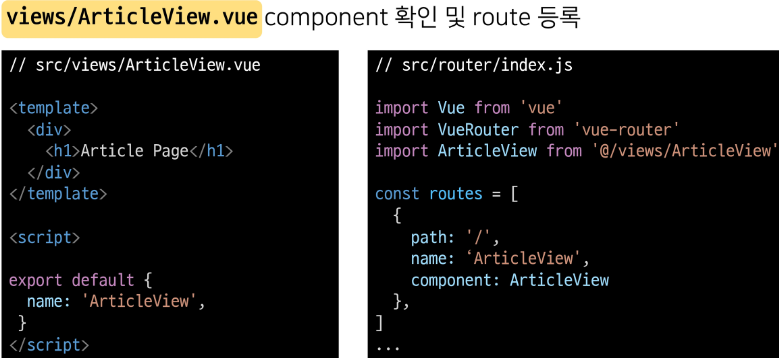 views/ArticleView.vue component 확인 및 route 등록
// src/views/ArticleView.vue
<template>
  <div>
    <h1>Article Page</h1>
  </div>
</template>
<script>
export default {
  name: 'ArticleView',
 }
</script>
// src/router/index.js
import Vue from 'vue'
import VueRouter from 'vue-router'
import ArticleView from '@/views/ArticleView'
const routes = [
  {
    path: '/',
    name: ‘ArticleView',
    component: ArticleView
  },
]
...